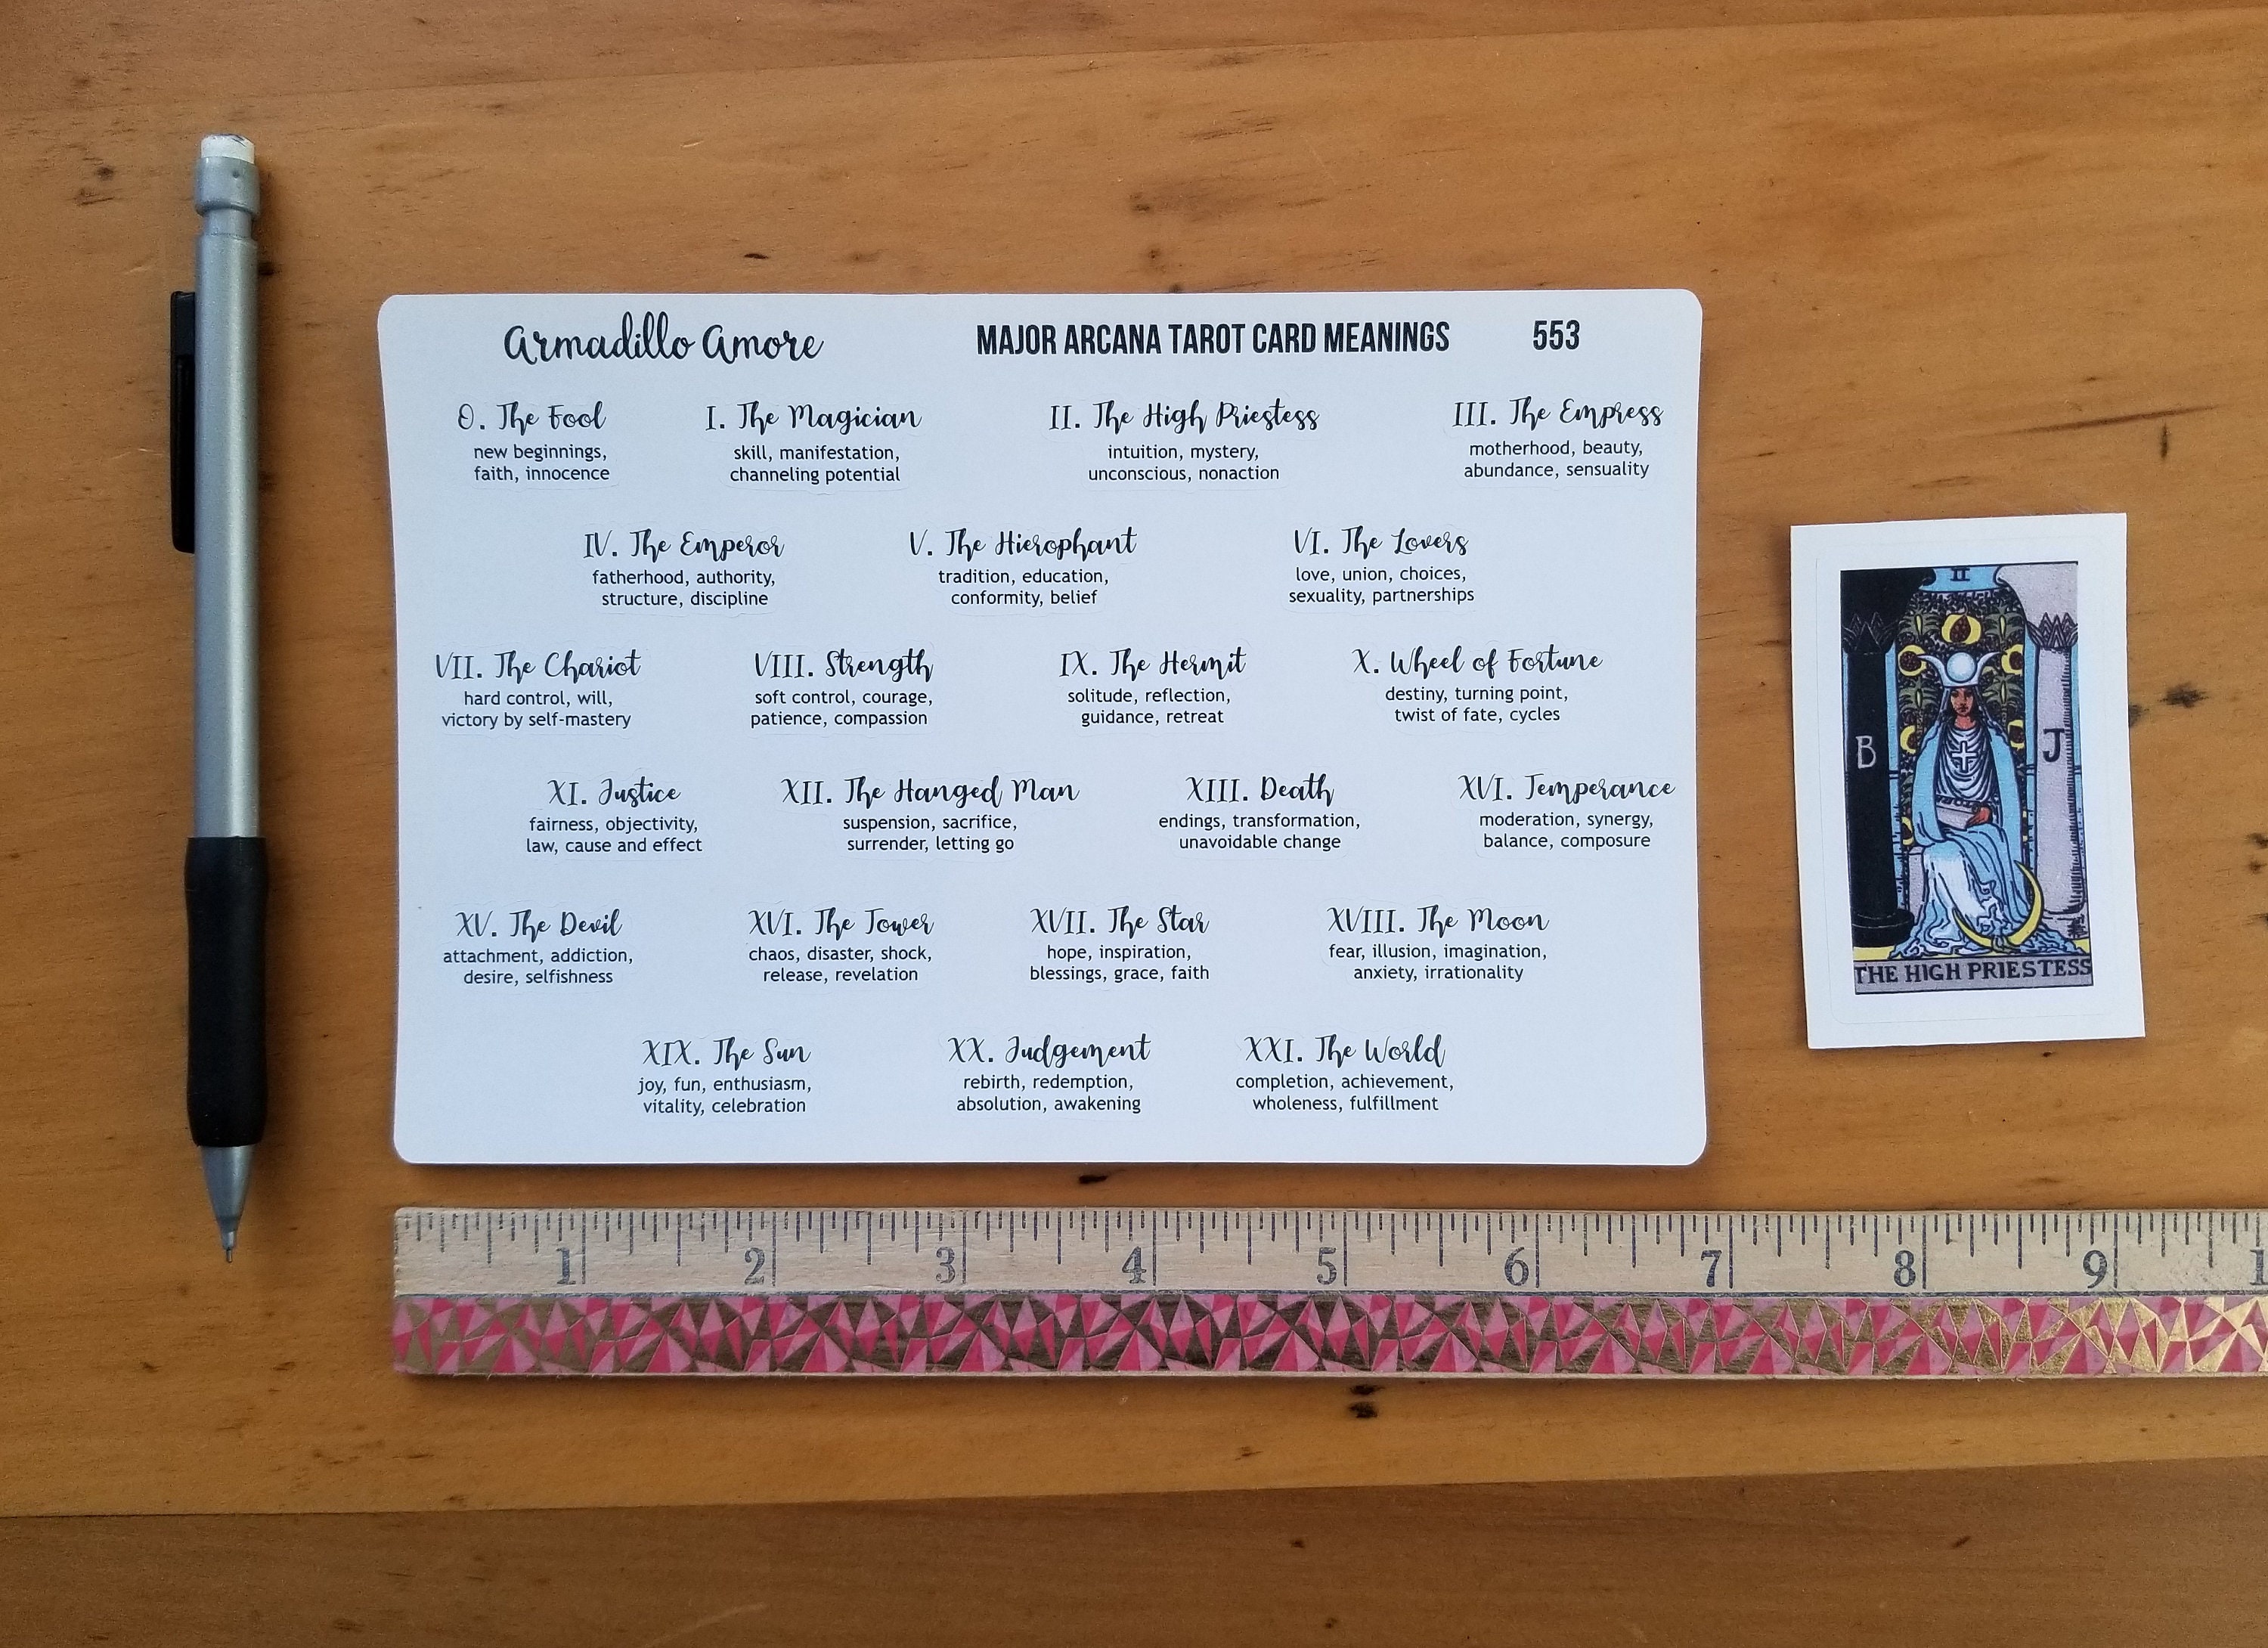 Armadillo Amore MAJOR ARCANA TAROT CARD MEANINGS 553
0. The Fool
new beginnings,
faith, innocence
I. The Magician
skill, manifestation,
channeling potential
II. The High Priestess
intuition, mystery,
unconscious, nonaction
III. The Empress
motherhood, beauty,
abundance, sensuality
IV. The Emperor
fatherhood, authority,
structure, discipline
V. The Hierophant
tradition, education,
conformity, belief
VI. The Lovers
love, union, choices,
sexuality, partnerships
VII. The Chariot
hard control, will,
victory by self-mastery
VIII. Strength
soft control, courage,
patience, compassion
IX. The Hermit
solitude, reflection,
guidance, retreat
X. Wheel of Fortune
destiny, turning point,
twist of fate, cycles
XI. Justice
fairness, objectivity,
law, cause and effect
XII. The Hanged Man
suspension, sacrifice,
surrender, letting go
XIII. Death
endings, transformation,
unavoidable change
XVI. Temperance
moderation, synergy,
balance, composure
XV. The Devil
attachment, addiction,
desire, selfishness
XVI. The Tower
chaos, disaster, shock,
release, revelation
XVII. The Star
hope, inspiration,
blessings, grace, faith
XVIII. The Moon
fear, illusion, imagination,
anxiety, irrationality
XIX. The Sun
joy, fun, enthusiasm,
vitality, celebration
XX. Judgement
rebirth, redemption,
absolution, awakening
XXI. The World
completion, achievement,
wholeness, fulfillment
II
B J
THE HIGH PRIESTESS
1 2 3 4 5 6 7 8 9 1